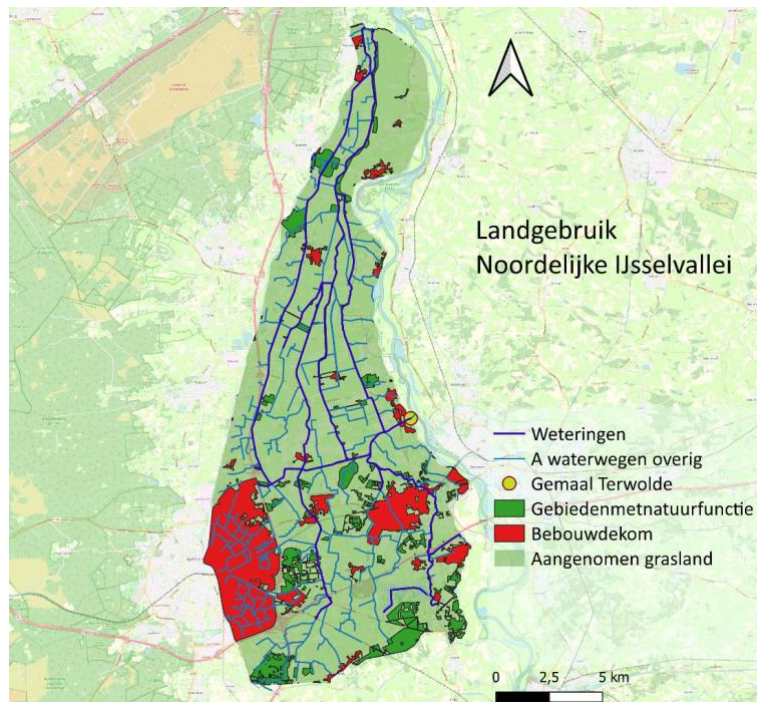 Landgebruik
Noordelijke IJsselvallei
Weteringen
A waterwegen overig
Gemaal Terwolde
Gebiedenmetnatuurfunctie
Bebouwdekom
Aangenomen grasland
0 2,5 5 km